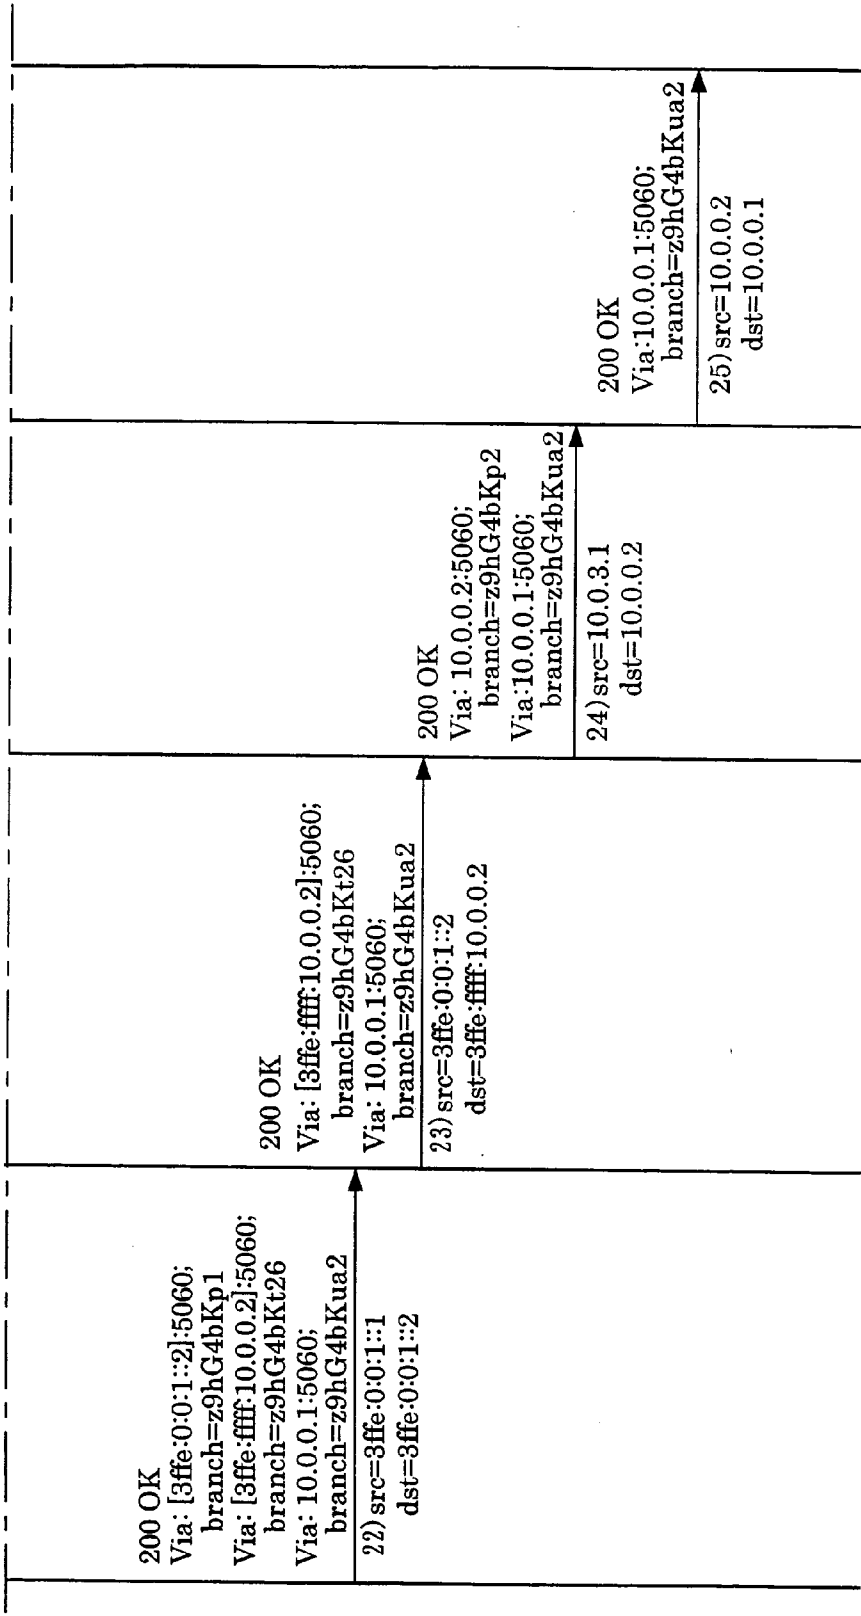 200 OK
Via: [3ffe:0:0:1::2]:5060;
branch=z9hG4bKp1
Via: [3ffe:ffff:10.0.0.2]:5060;
branch=z9hG4bKt26
Via: 10.0.0.1:5060;
branch=z9hG4bKua2
22)src=3ffe:0:0:1::1
dst=3ffe:0:0:1::2
200 OK
Via: [3ffe:ffff:10.0.0.2]:5060;
branch=z9hG4bKt26
Via: 10.0.0.1:5060;
branch=z9hG4bKua2
23)src=3ffe:0:0:1::2
dst=3ffe:ffff:10.0.0.2
200 OK
Via: 10.0.0.2:5060;
branch=z9hG4bKp2
Via:10.0.0.1:5060;
branch=z9hG4bKua2
24)src=10.0.3.1
dst=10.0.0.2
200 OK
Via:10.0.0.1:5060;
branch=z9hG4bKua2
25)src=10.0.0.2
dst=10.0.0.1